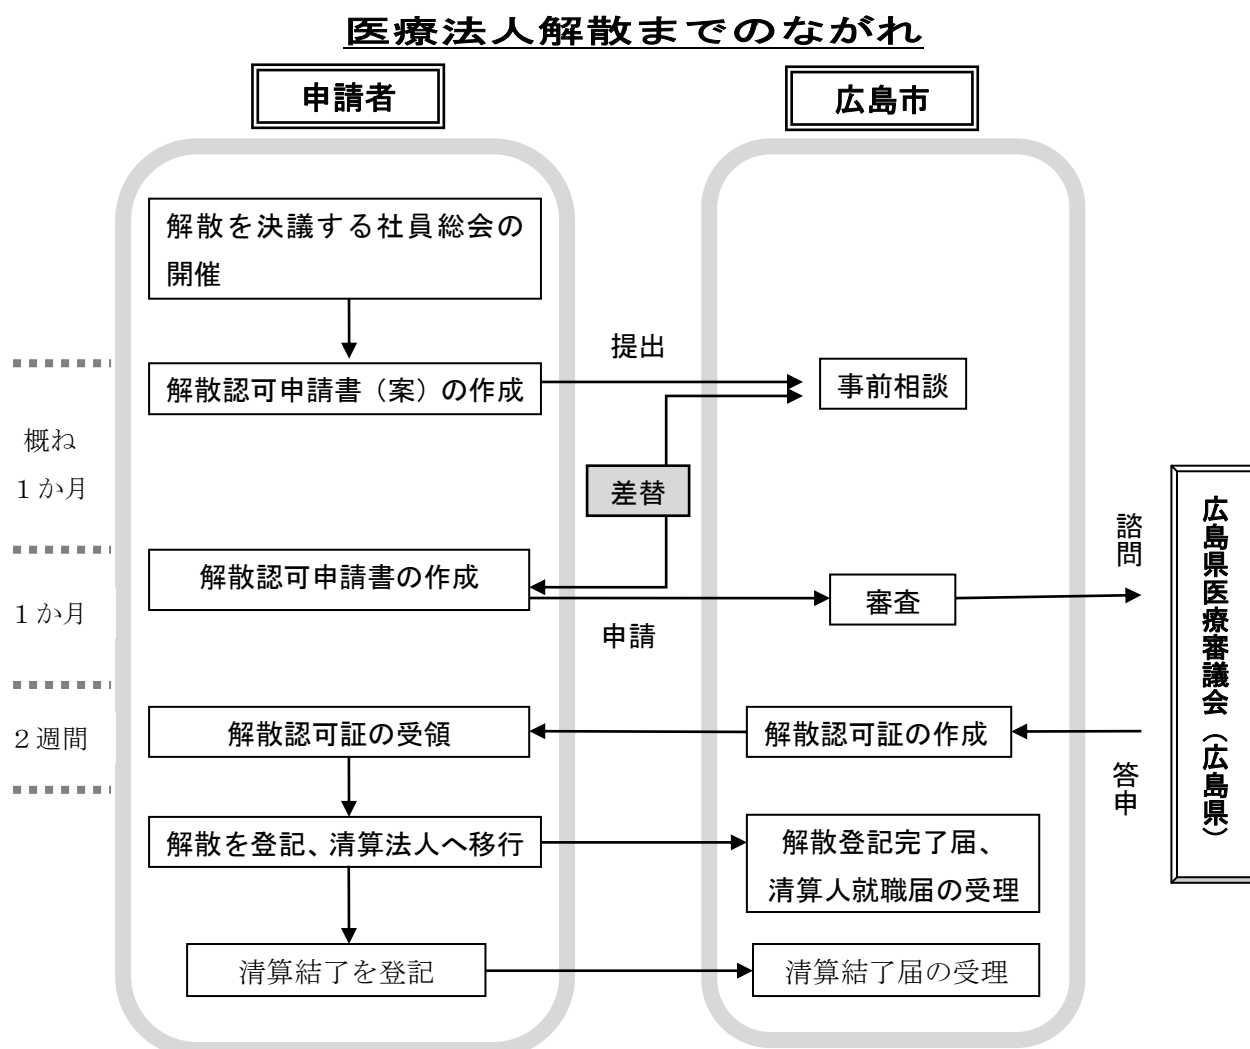 医療法人解散までのながれ
申請者
広島市
解散を決議する社員総会の
開催
提出
解散認可申請書（案）の作成
事前相談
概ね
１か月
差替
諮問
解散認可申請書の作成
審査
１か月
申請
広島県医療審議会（広島県）
２週間
解散認可証の受領
解散認可証の作成
答申
解散を登記、清算法人へ移行
解散登記完了届、
清算人就職届の受理
清算結了を登記
清算結了届の受理